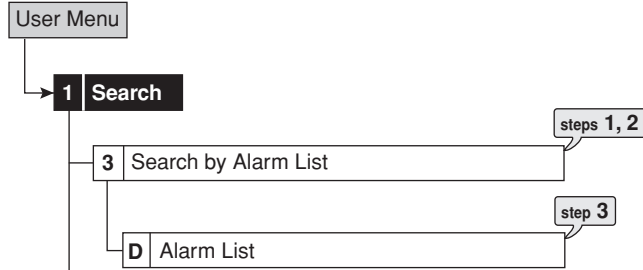 User Menu
1 Search
steps 1, 2
3 Search by Alarm List
step 3
D Alarm List